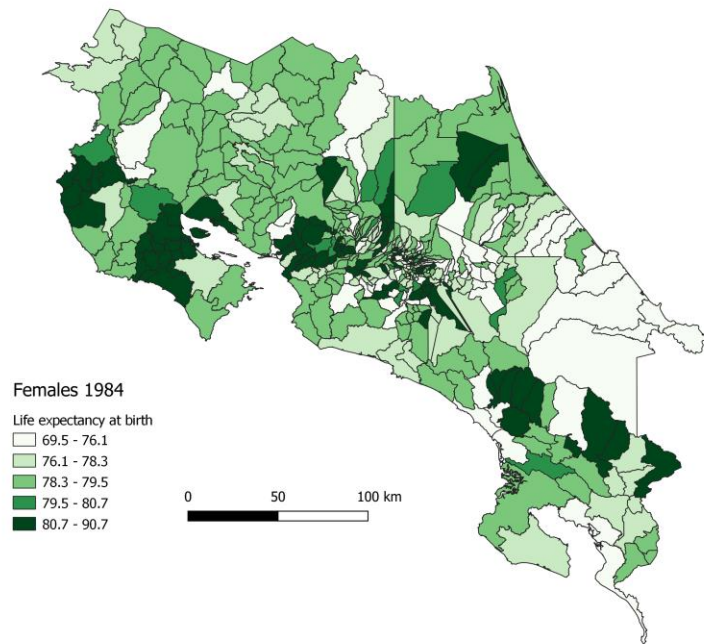 Females 1984
Life expectancy at birth
69.5 - 76.1
76.1 - 78.3
78.3 - 79.5
79.5 - 80.7
80.7 - 90.7
0 50 100 km